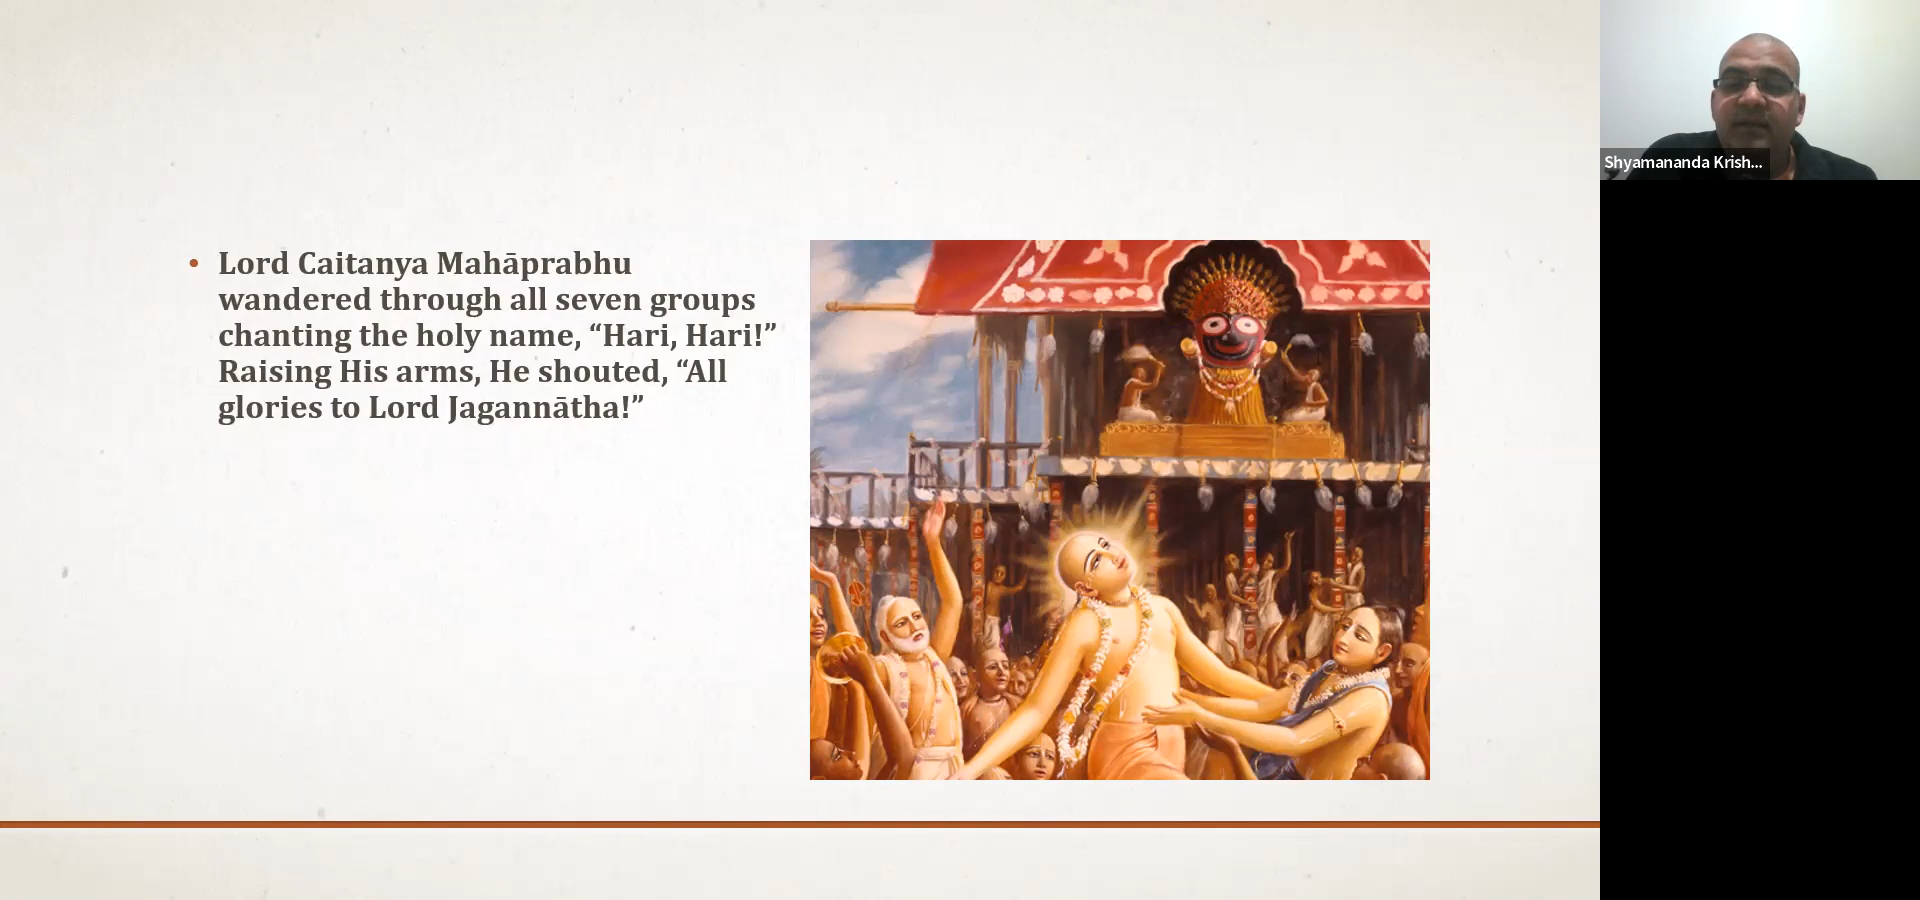 • Lord Caitanya Mahāprabhu
wandered through all seven groups
chanting the holy name, “Hari, Hari!”
Raising His arms, He shouted, “All
glories to Lord Jagannātha!”
Shyamananda Krish...